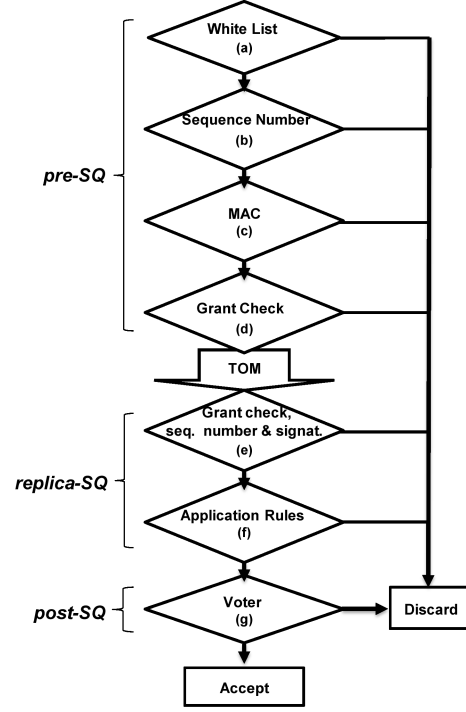 White List
(a)
Sequence Number
(b)
pre-SQ
MAC
(c)
Grant Check
(d)
TOM
Grant check,
seq. number & signat.
(e)
replica-SQ
Application Rules
(f)
post-SQ
Voter
(g)
Discard
Accept